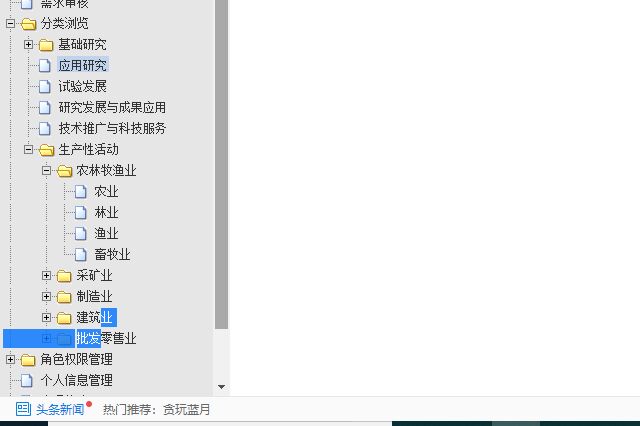 需求审核
分类浏览
基础研究
应用研究
试验发展
研究发展与成果应用
技术推广与科技服务
生产性活动
农林牧渔业
农业
林业
渔业
畜牧业
采矿业
制造业
建筑业
批发零售业
角色权限管理
个人信息管理
头条新闻 热门推荐：贪玩蓝月